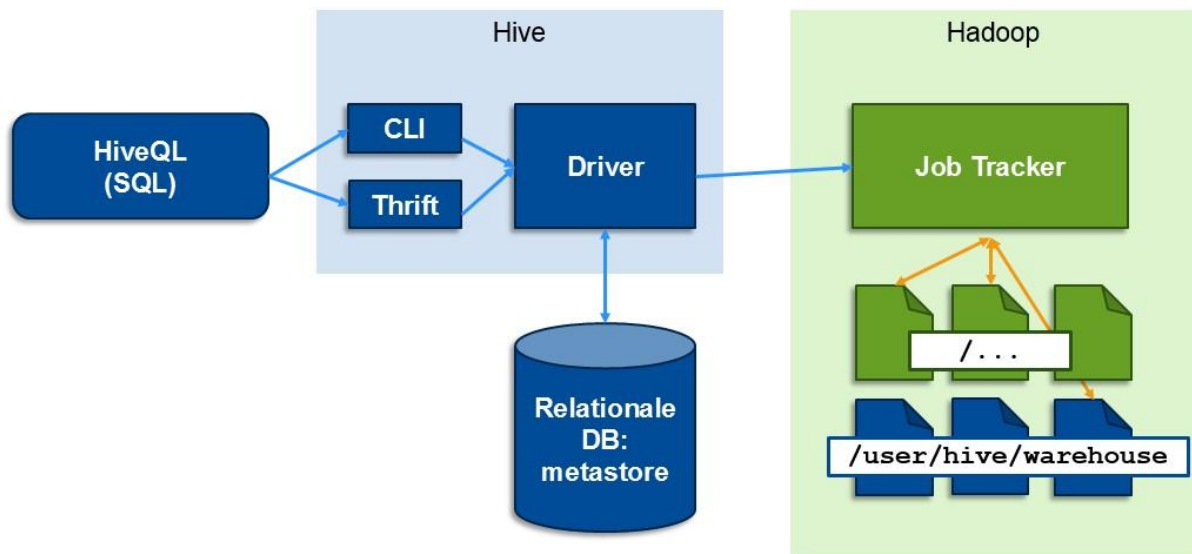 Hive
Hadoop
HiveQL
(SQL)
CLI
Thrift
Driver
Job Tracker
/...
/user/hive/warehouse
Relationale
DB:
metastore